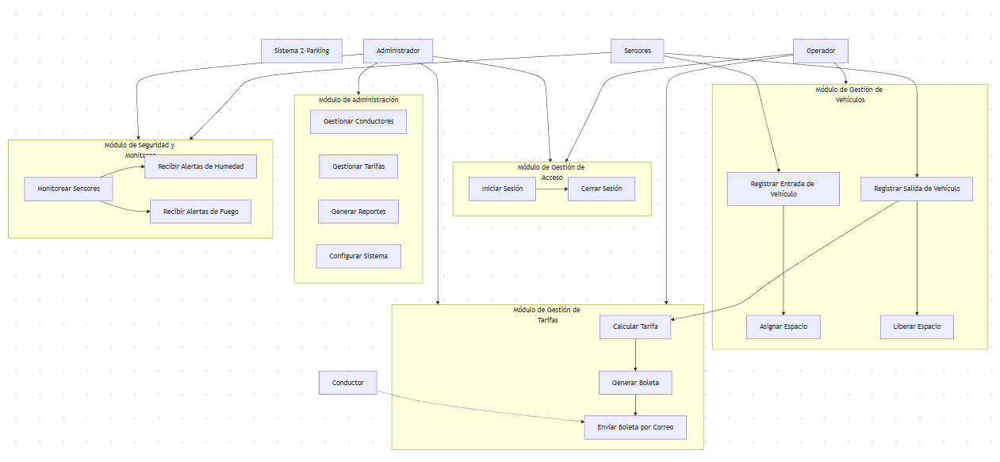 Sistema Z-Parking
Administrador
Sensores
Operador
Módulo de Seguridad y
Monitoreo
Monitorear Sensores
Recibir Alertas de Humedad
Recibir Alertas de Fuego
Módulo de Administración
Gestionar Conductores
Gestionar Tarifas
Generar Reportes
Configurar Sistema
Módulo de Gestión de
Acceso
Iniciar Sesión
Cerrar Sesión
Módulo de Gestión de
Vehículos
Registrar Entrada de
Vehículo
Registrar Salida de Vehículo
Asignar Espacio
Liberar Espacio
Módulo de Gestión de
Tarifas
Calcular Tarifa
Generar Boleta
Enviar Boleta por Correo
Conductor